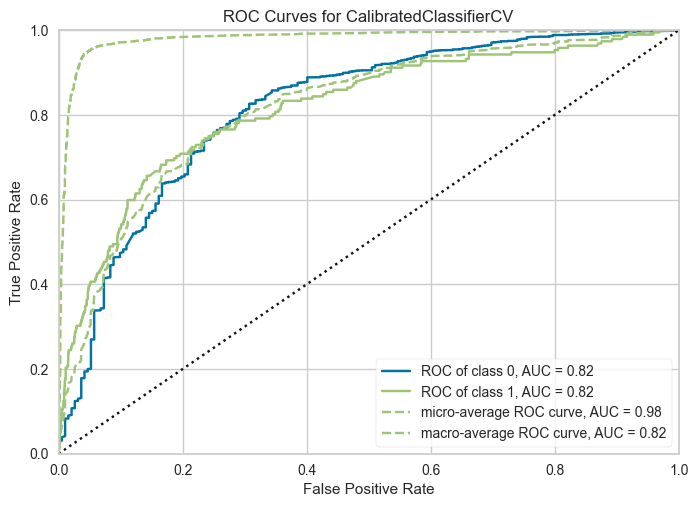 ROC Curves for CalibratedClassifierCV
True Positive Rate
1.0
0.8
0.6
0.4
0.2
0.0
ROC of class 0, AUC = 0.82
ROC of class 1, AUC = 0.82
micro-average ROC curve, AUC = 0.98
macro-average ROC curve, AUC = 0.82
0.0 0.2 0.4 0.6 0.8 1.0
False Positive Rate